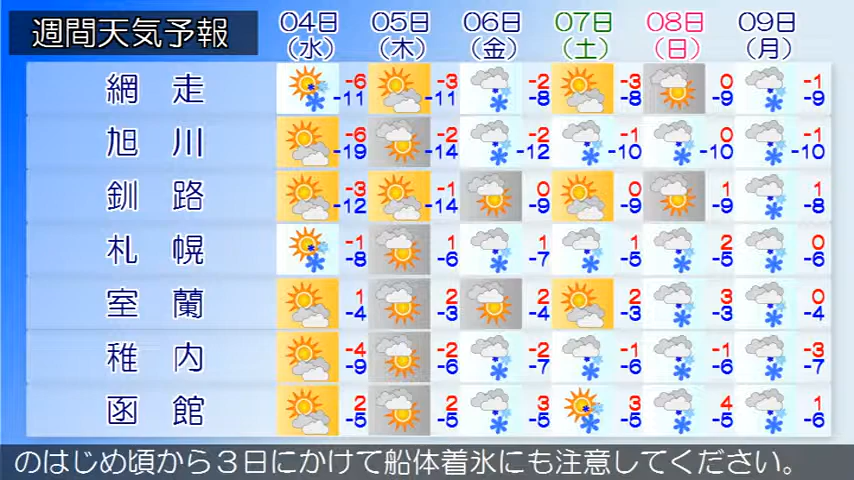 週間天気予報 04日 05日 06日 07日 08日 09日
(水) (木) (金) (土) (日) (月)
網走 -6 -11 -3 -11 -2 -8 -3 -8 0 -9 -1 -9
旭川 -6 -19 -2 -14 -2 -12 -1 -10 0 -10 -1 -10
釧路 -3 -12 -1 -14 0 -9 0 -9 1 -9 1 -8
札幌 -1 -8 1 -6 1 -7 1 -5 2 -5 0 -6
室蘭 1 -4 2 -3 2 -4 2 -3 3 -3 0 -4
稚内 -4 -9 -2 -6 -2 -7 -1 -6 -1 -6 -3 -7
函館 2 -5 2 -5 3 -5 3 -5 4 -5 1 -6
のはじめ頃から３日にかけて船体着氷にも注意してください。